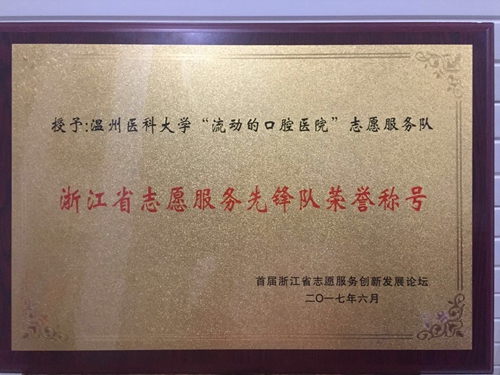 授予:温州医科大学“流动的口腔医院”志愿服务队
浙江省志愿服务先锋队荣誉称号
首届浙江省志愿服务创新发展论坛
二〇一七年六月